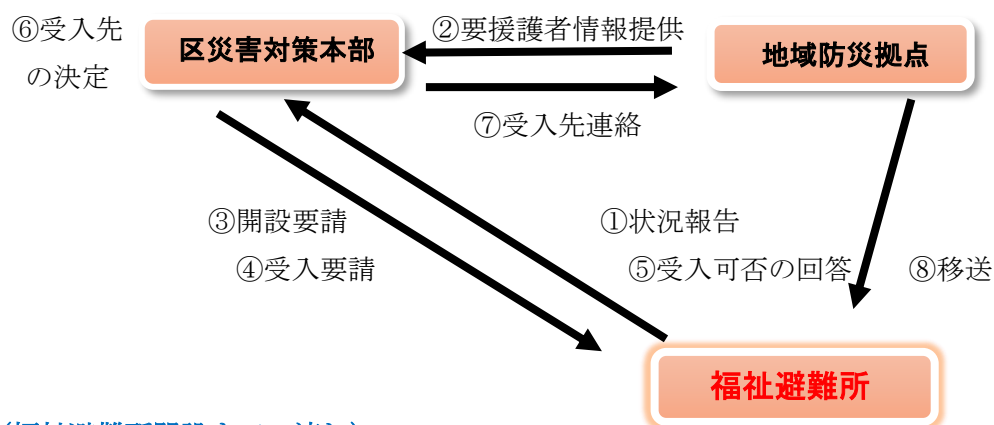 ⑥受入先
の決定
区災害対策本部
②要援護者情報提供
地域防災拠点
⑦受入先連絡
③開設要請
④受入要請
①状況報告
⑤受入可否の回答
⑧移送
福祉避難所